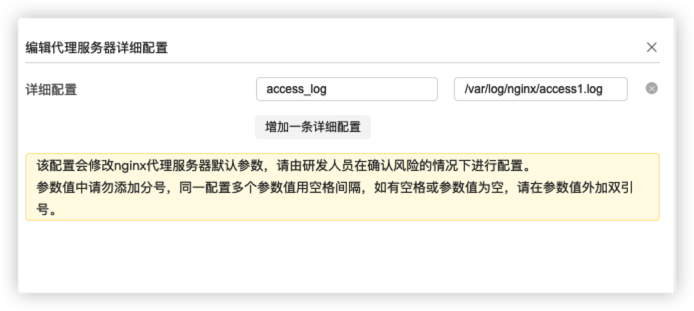 编辑代理服务器详细配置
详细配置 access_log /var/log/nginx/access1.log
增加一条详细配置
该配置会修改nginx代理服务器默认参数，请由研发人员在确认风险的情况下进行配置。
参数值中请勿添加分号，同一配置多个参数值用空格间隔，如有空格或参数值为空，请在参数值外加双引
号。